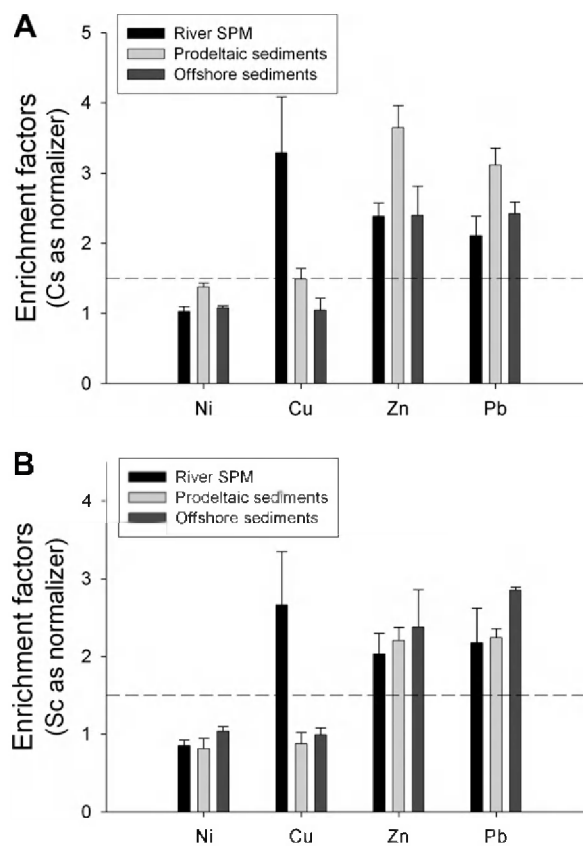 A
River SPM
Prodeltaic sediments
Offshore sediments
Enrichment factors
(Cs as normalizer)
5
4
3
2
1
0
Ni Cu Zn Pb
B
River SPM
Prodeltaic sediments
Offshore sediments
Enrichment factors
(Sc as normalizer)
4
3
2
1
0
Ni Cu Zn Pb